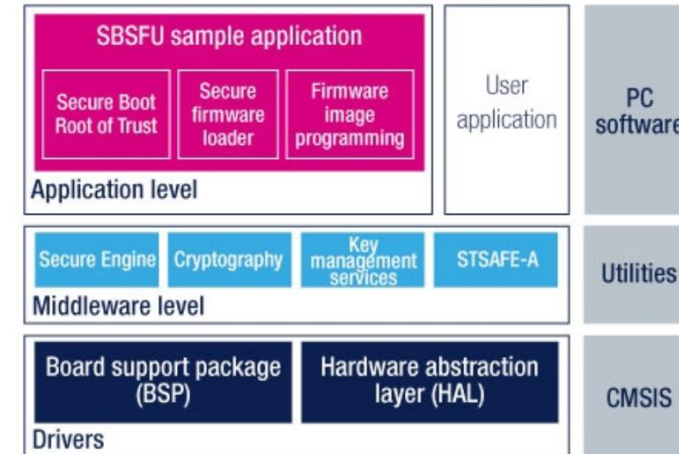 SBSFU sample application
Secure Boot
Root of Trust
Secure
firmware
loader
Firmware
image
programming
Application level
User
application
PC
software
Secure Engine
Cryptography
Key
management
services
STSAFE-A
Middleware level
Utilities
Board support package
(BSP)
Hardware abstraction
layer (HAL)
Drivers
CMSIS